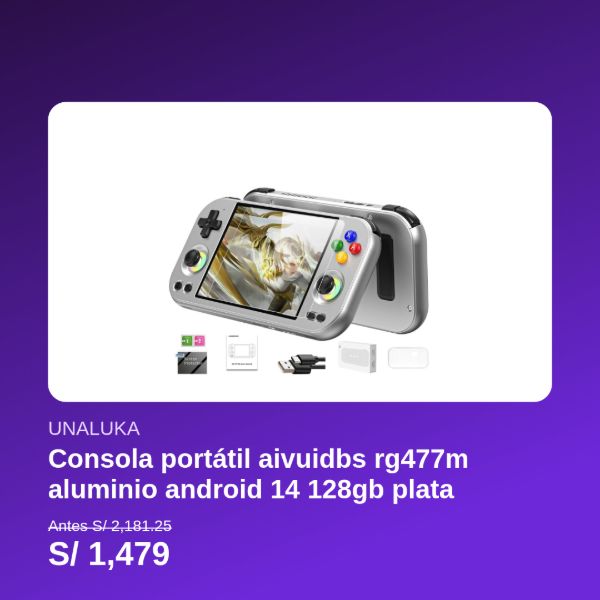 UNALUKA
Consola portátil aivuidbs rg477m
aluminio android 14 128gb plata
Antes S/ 2,181.25
S/ 1,479